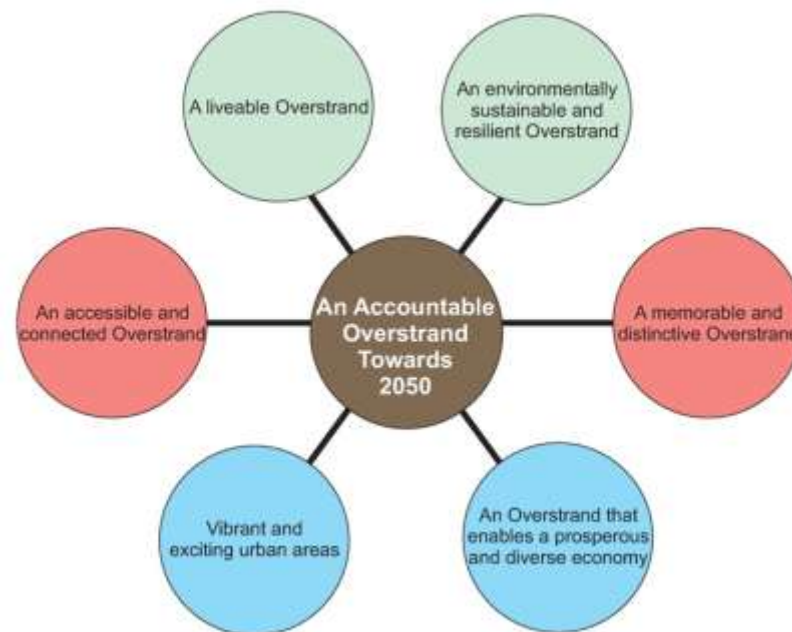 A liveable Overstrand
An environmentally
sustainable and
resilient Overstrand
An accessible and
connected Overstrand
An Accountable
Overstrand
Towards
2050
A memorable and
distinctive Overstrand
Vibrant and
exciting urban areas
An Overstrand that
enables a prosperous
and diverse economy